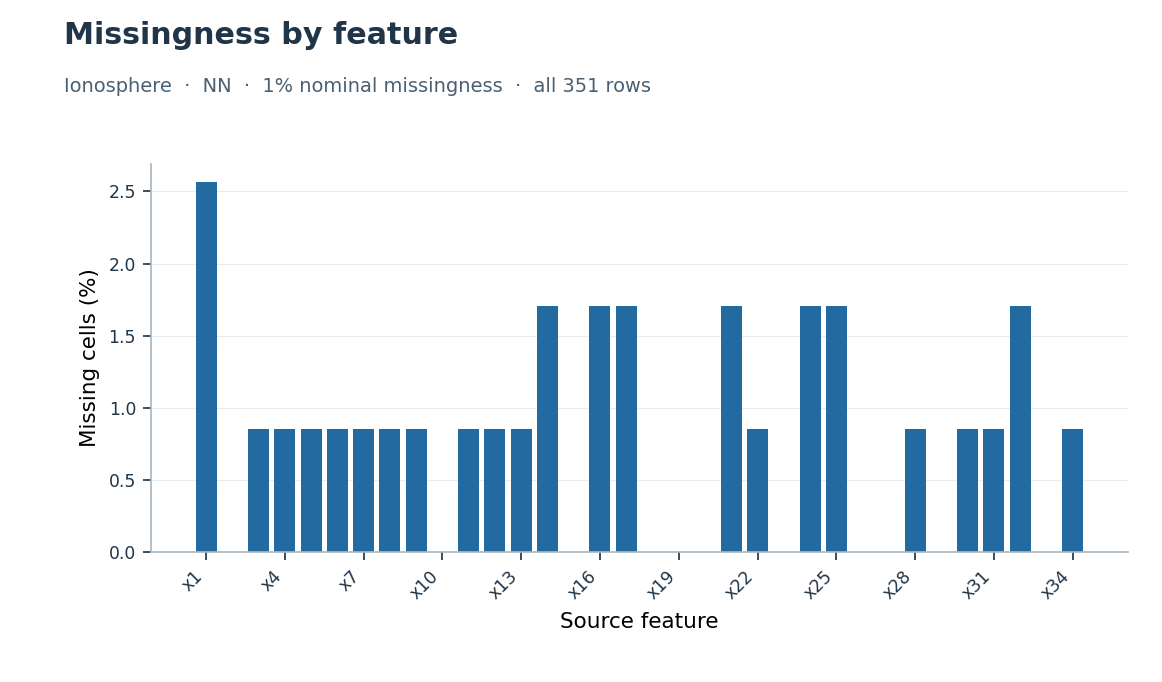 Missingness by feature
Ionosphere · NN · 1% nominal missingness · all 351 rows
Missing cells (%)
2.5
2.0
1.5
1.0
0.5
0.0
x1 x4 x7 x10 x13 x16 x19 x22 x25 x28 x31 x34
Source feature